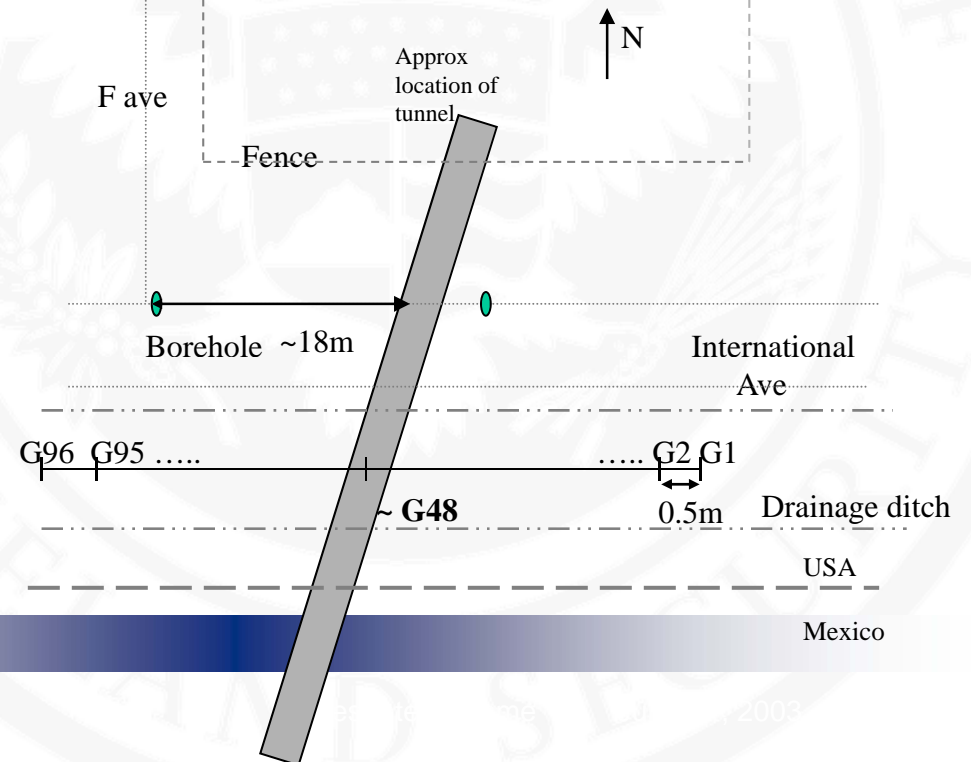 N
Approx
location of
tunnel
F ave
Fence
Borehole ~18m
International
Ave
G96 G95 ….. ….. G2 G1
~ G48
0.5m
Drainage ditch
USA
Mexico
2003